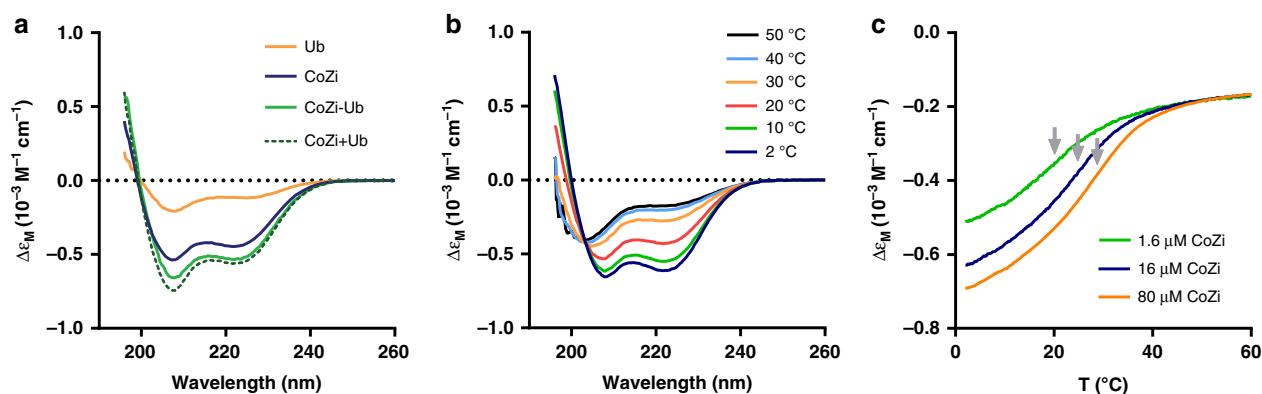 a
1.0
0.5
0.0
−0.5
−1.0
Δε_M (10⁻³ M⁻¹ cm⁻¹)
Ub
CoZi
CoZi-Ub
CoZi+Ub
200 220 240 260
Wavelength (nm)
b
1.0
0.5
0.0
−0.5
−1.0
Δε_M (10⁻³ M⁻¹ cm⁻¹)
50 °C
40 °C
30 °C
20 °C
10 °C
2 °C
200 220 240 260
Wavelength (nm)
c
0.0
−0.2
−0.4
−0.6
−0.8
Δε_M (10⁻³ M⁻¹ cm⁻¹)
1.6 μM CoZi
16 μM CoZi
80 μM CoZi
0 20 40 60
T (°C)